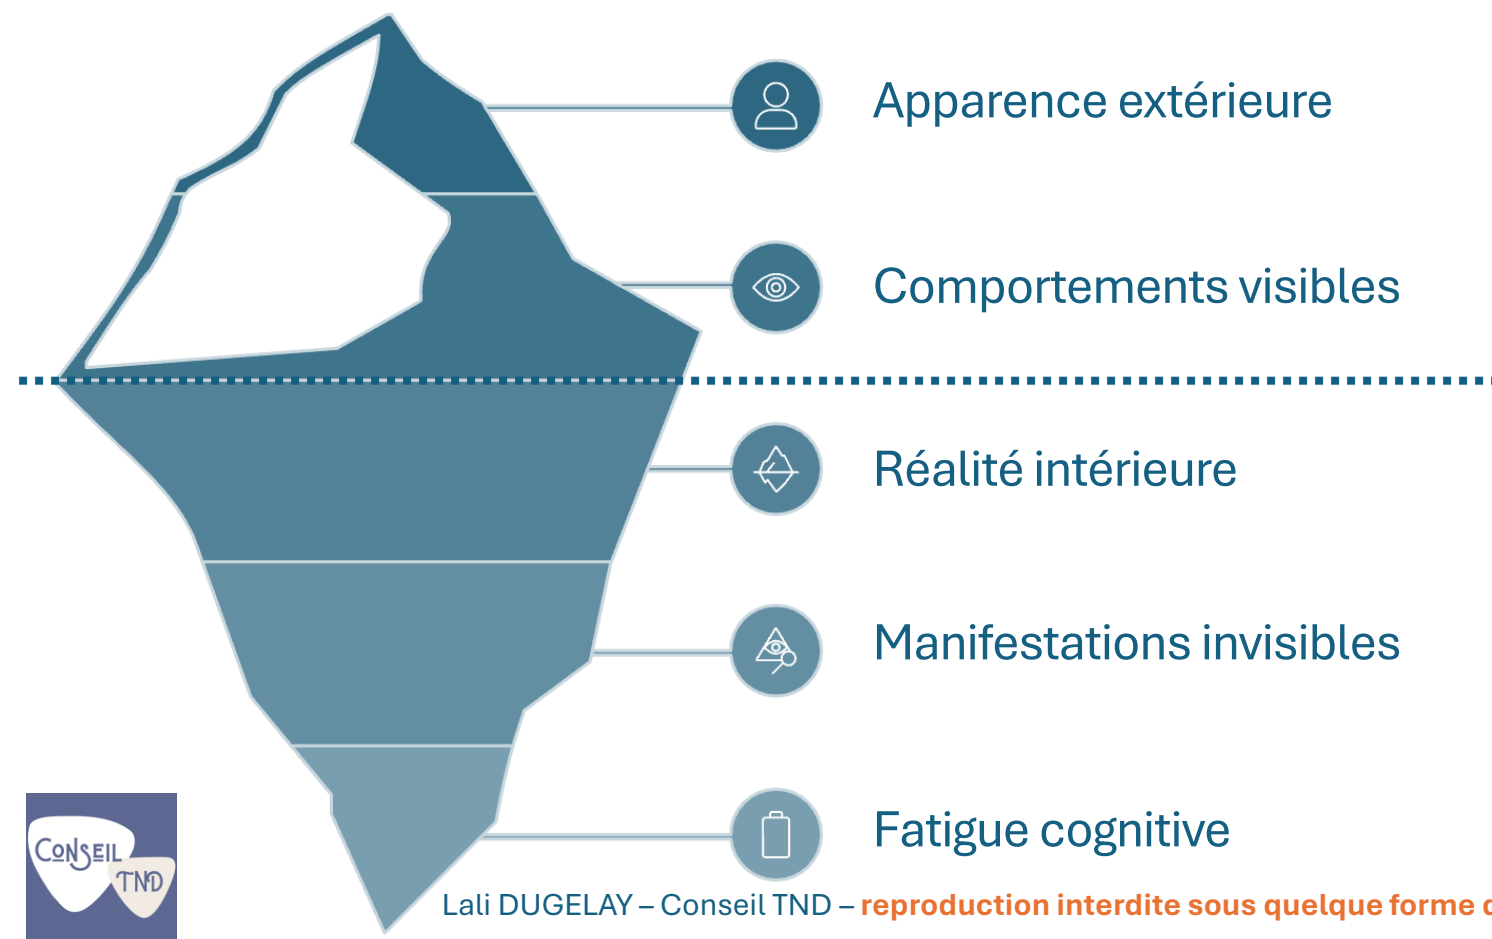 Apparence extérieure
Comportements visibles
Réalité intérieure
Manifestations invisibles
Fatigue cognitive
CONSEIL
TND
Lali DUGELAY – Conseil TND – reproduction interdite sous quelque forme